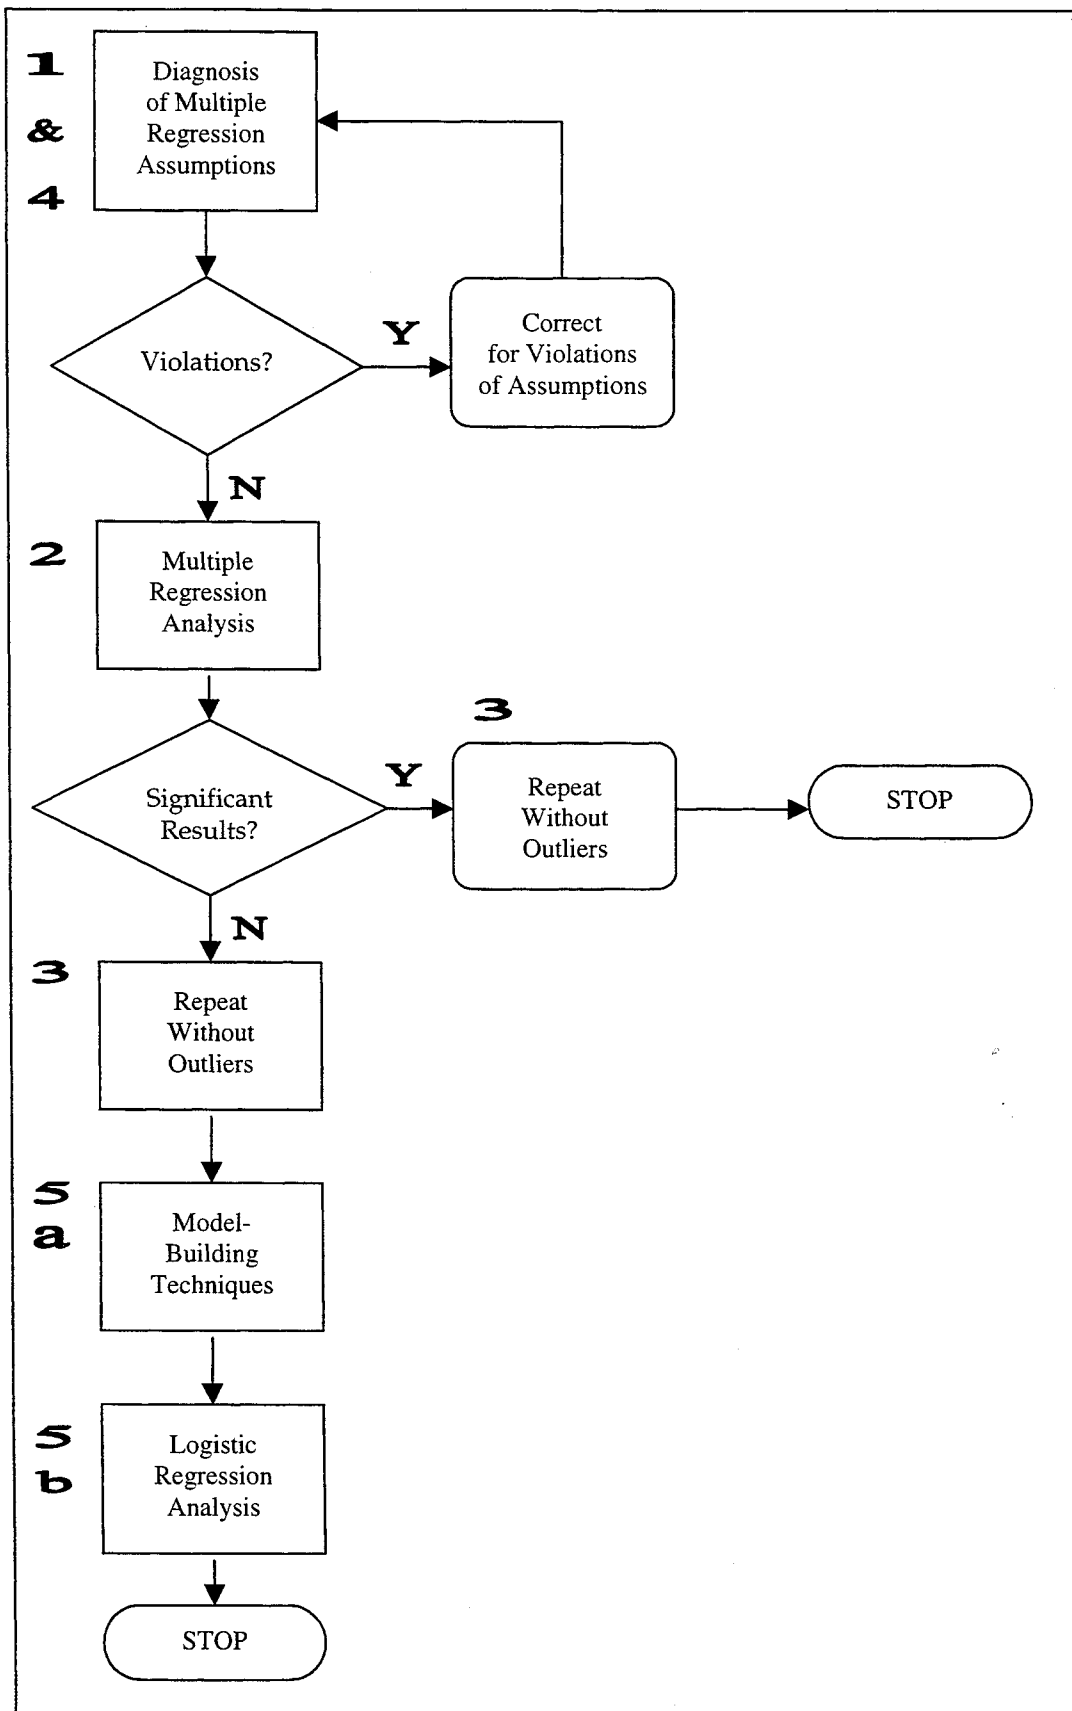 1
&
4
Diagnosis
of Multiple
Regression
Assumptions
Violations?
Y
Correct
for Violations
of Assumptions
N
2
Multiple
Regression
Analysis
Significant
Results?
Y
3
Repeat
Without
Outliers
STOP
N
3
Repeat
Without
Outliers
5
a
Model-
Building
Techniques
5
b
Logistic
Regression
Analysis
STOP